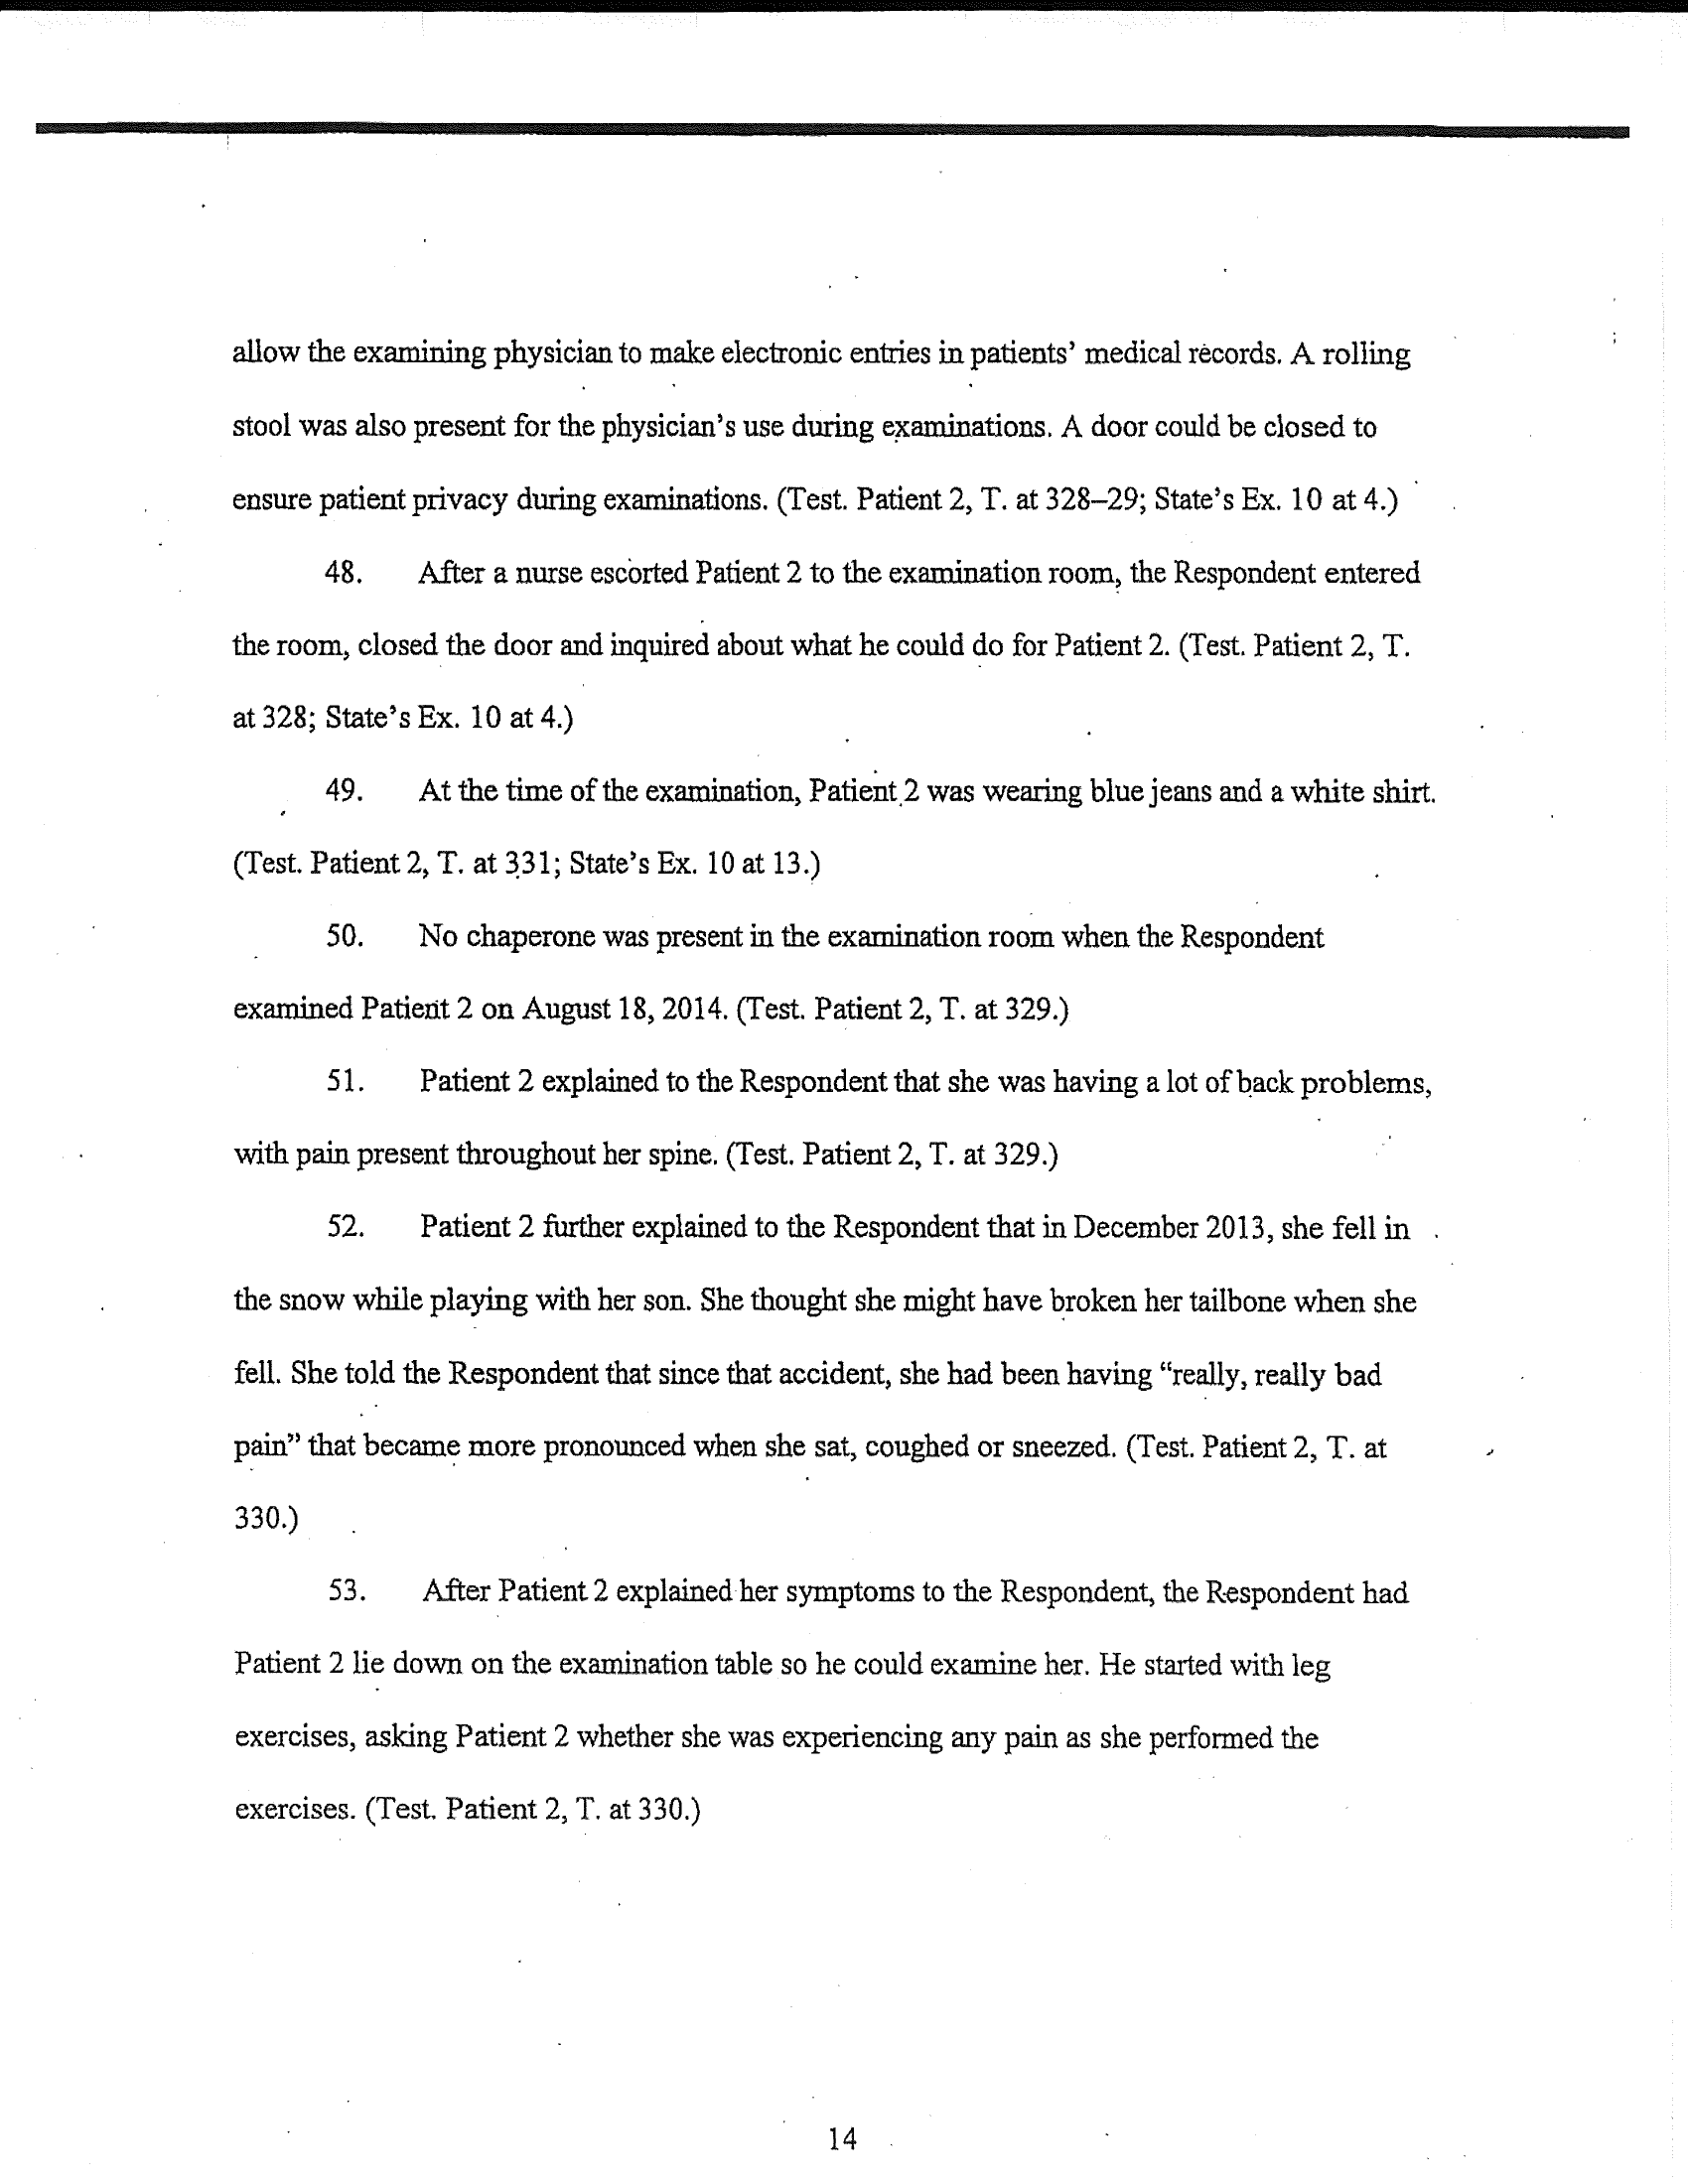 allow the examining physician to make electronic entries in patients’ medical records. A rolling
stool was also present for the physician’s use during examinations. A door could be closed to
ensure patient privacy during examinations. (Test. Patient 2, T. at 328–29; State’s Ex. 10 at 4.)
48. After a nurse escorted Patient 2 to the examination room, the Respondent entered
the room, closed the door and inquired about what he could do for Patient 2. (Test. Patient 2, T.
at 328; State’s Ex. 10 at 4.)
49. At the time of the examination, Patient 2 was wearing blue jeans and a white shirt.
(Test. Patient 2, T. at 331; State’s Ex. 10 at 13.)
50. No chaperone was present in the examination room when the Respondent
examined Patient 2 on August 18, 2014. (Test. Patient 2, T. at 329.)
51. Patient 2 explained to the Respondent that she was having a lot of back problems,
with pain present throughout her spine. (Test. Patient 2, T. at 329.)
52. Patient 2 further explained to the Respondent that in December 2013, she fell in
the snow while playing with her son. She thought she might have broken her tailbone when she
fell. She told the Respondent that since that accident, she had been having “really, really bad
pain” that became more pronounced when she sat, coughed or sneezed. (Test. Patient 2, T. at
330.)
53. After Patient 2 explained her symptoms to the Respondent, the Respondent had
Patient 2 lie down on the examination table so he could examine her. He started with leg
exercises, asking Patient 2 whether she was experiencing any pain as she performed the
exercises. (Test. Patient 2, T. at 330.)
14